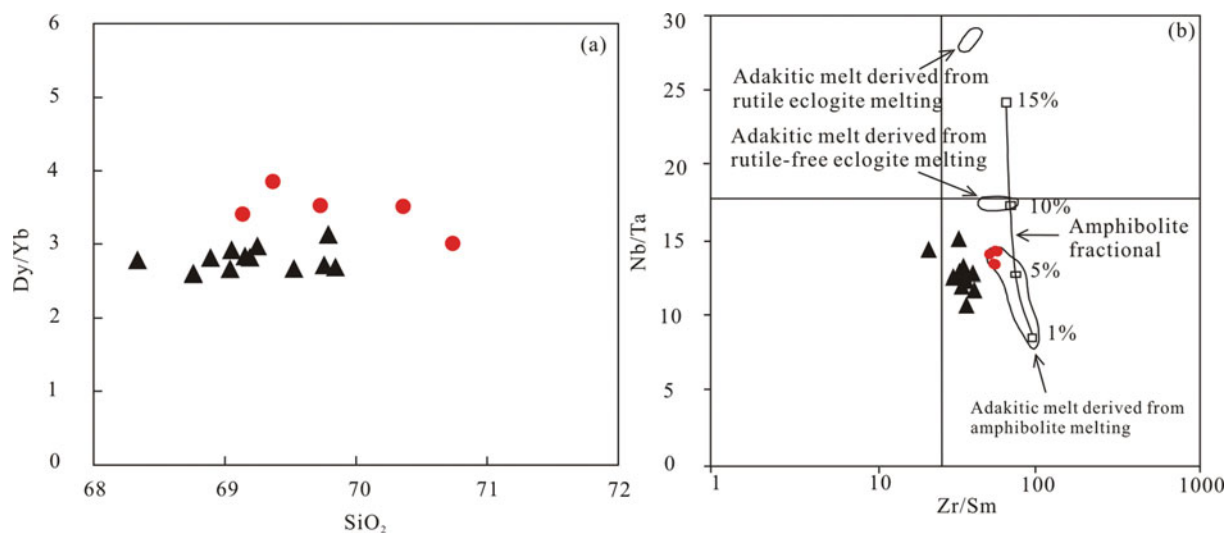 (a)
6
5
4
3
2
1
0
Dy/Yb
68
69
70
71
72
SiO₂
(b)
30
25
20
15
10
5
0
Nb/Ta
Adakitic melt derived from
rutile eclogite melting
Adakitic melt derived from
rutile-free eclogite melting
15%
10%
Amphibolite
fractional
5%
1%
Adakitic melt derived from
amphibolite melting
1
10
100
1000
Zr/Sm